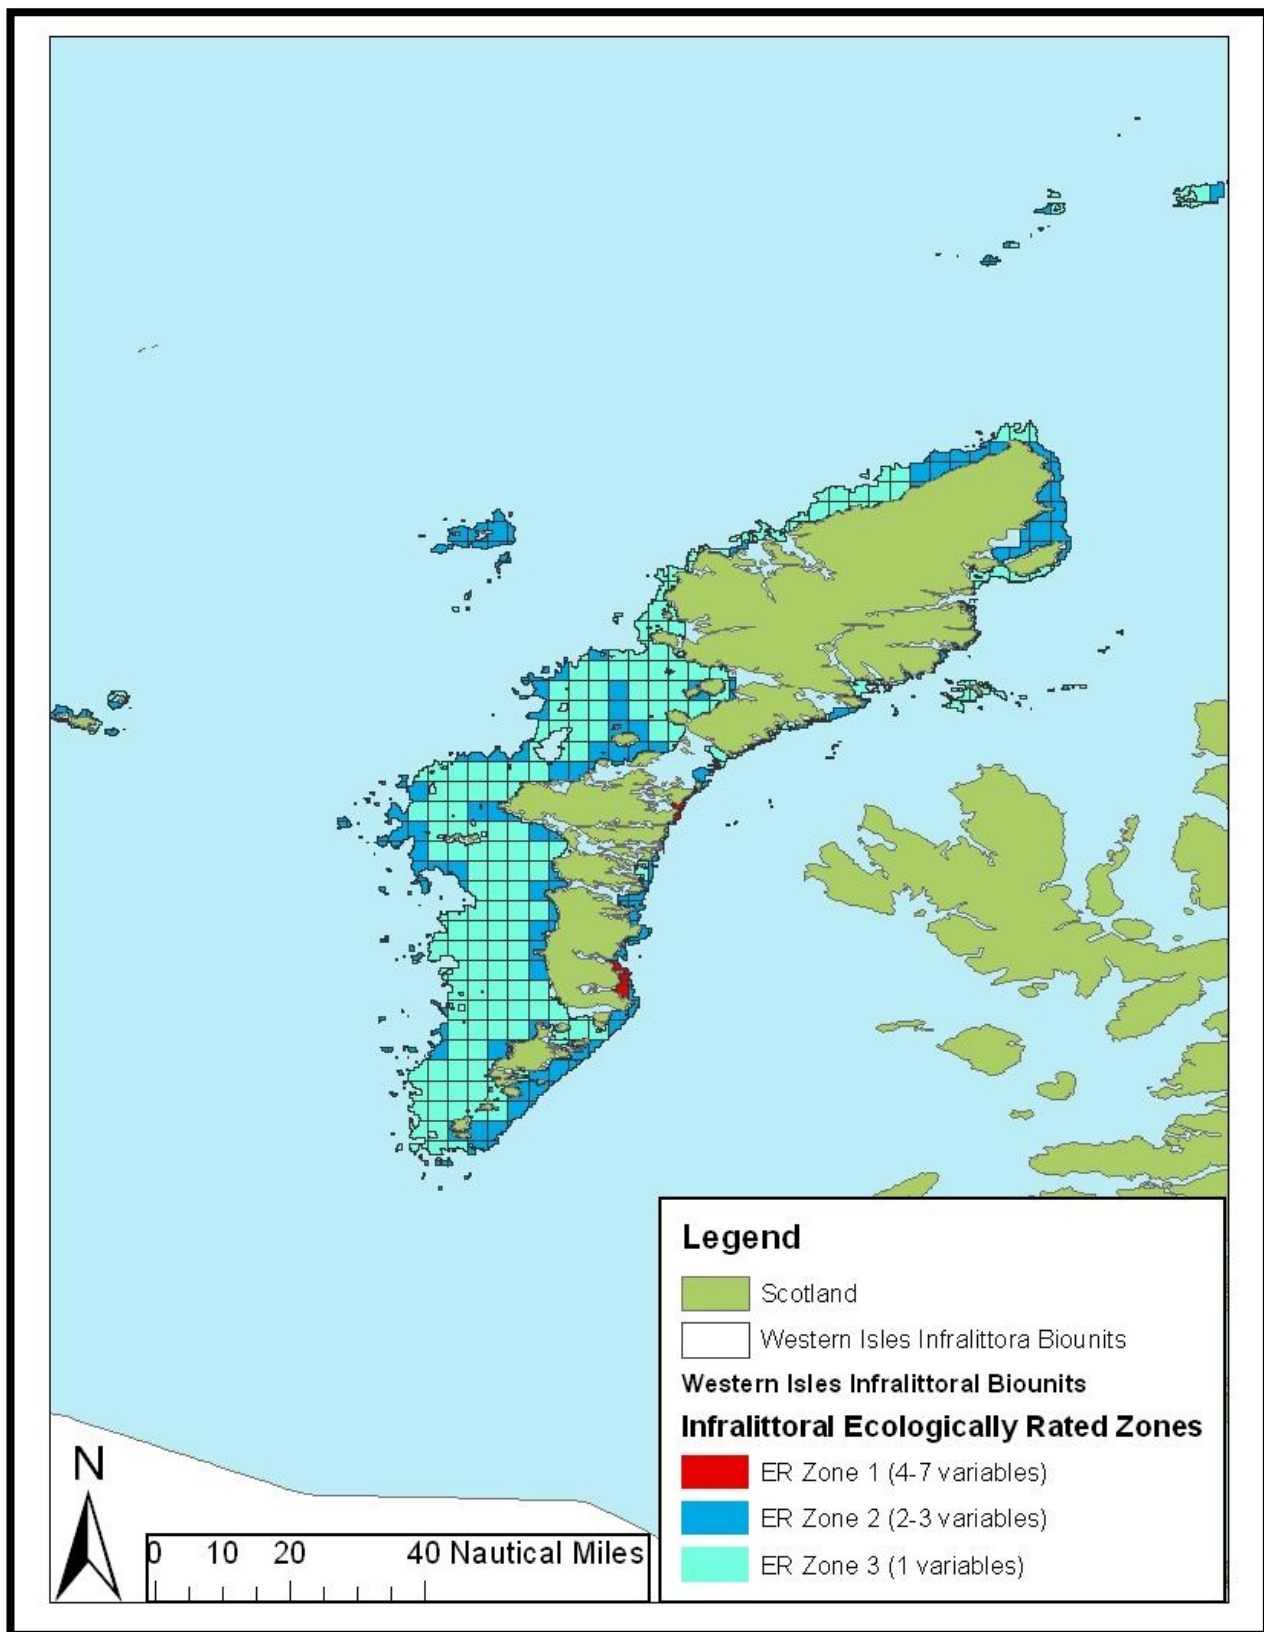 Legend
Scotland
Western Isles Infralittora Biounits
Western Isles Infralittoral Biounits
Infralittoral Ecologically Rated Zones
ER Zone 1 (4-7 variables)
ER Zone 2 (2-3 variables)
ER Zone 3 (1 variables)
N
0 10 20 40 Nautical Miles